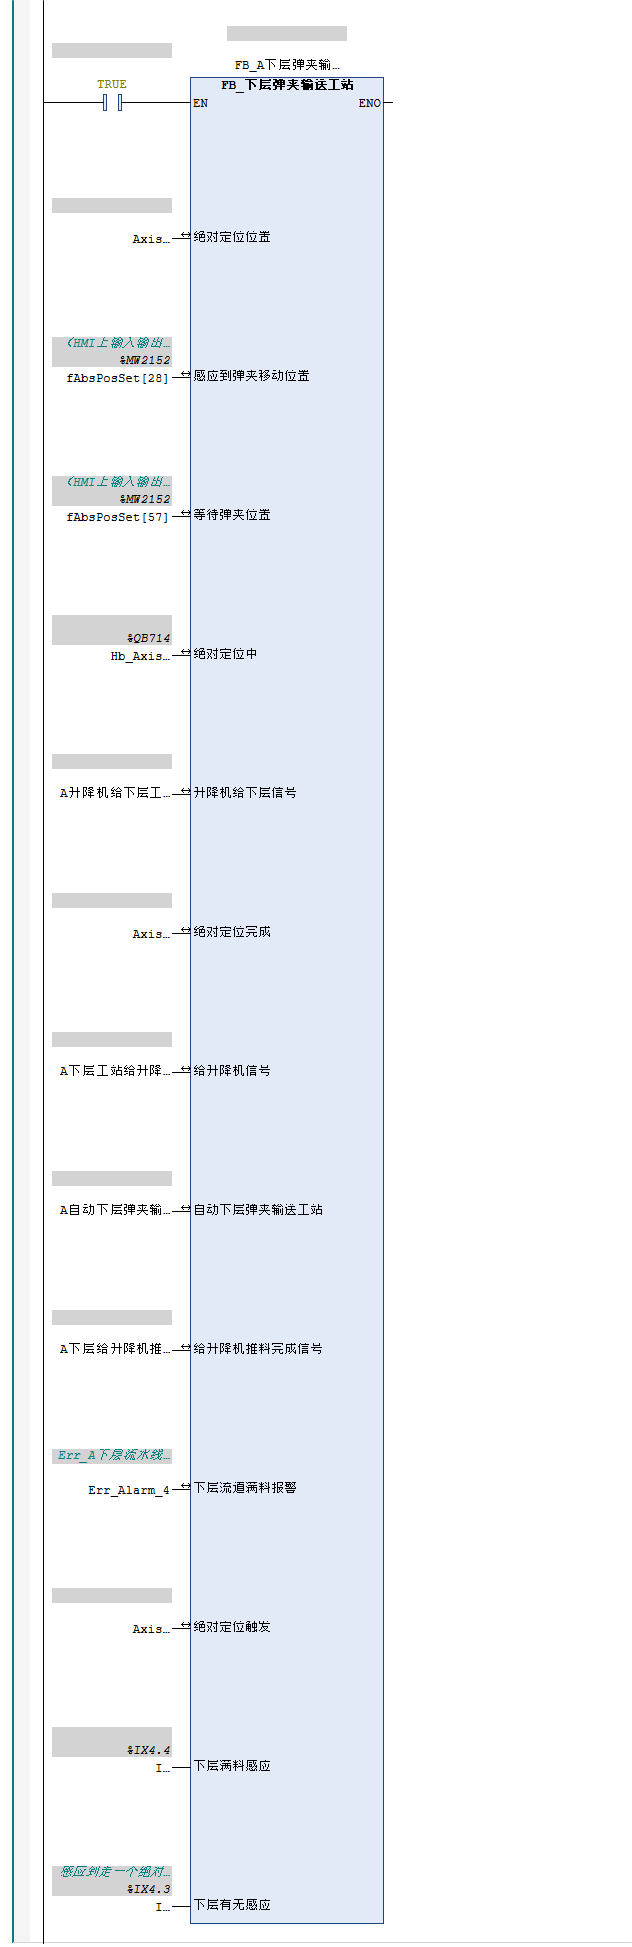 FB_A下层弹夹输…
TRUE
FB_下层弹夹输送工站
EN
ENO
Axis…
绝对定位位置
(HMI上输入输出…
%MW2152
fAbsPosSet[28]
感应到弹夹移动位置
(HMI上输入输出…
%MW2152
fAbsPosSet[57]
等待弹夹位置
%QB714
Hb_Axis…
绝对定位中
A升降机给下层工…
升降机给下层信号
Axis…
绝对定位完成
A下层工站给升降…
给升降机信号
A自动下层弹夹输…
自动下层弹夹输送工站
A下层给升降机推…
给升降机推料完成信号
Err_A下层流水线…
Err_Alarm_4
下层流道满料报警
Axis…
绝对定位触发
%IX4.4
I…
下层满料感应
感应到走一个绝对…
%IX4.3
I…
下层有无感应